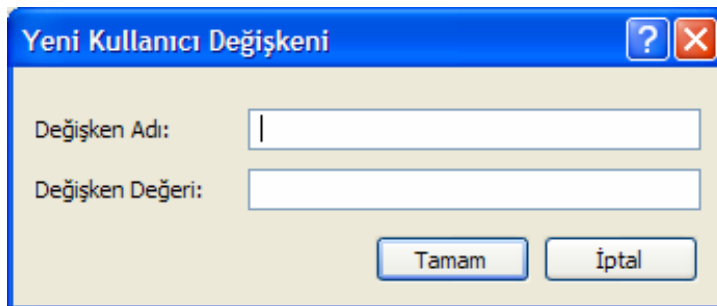 Yeni Kullanıcı Değişkeni
?
Değişken Adı:
Değişken Değeri:
Tamam
İptal